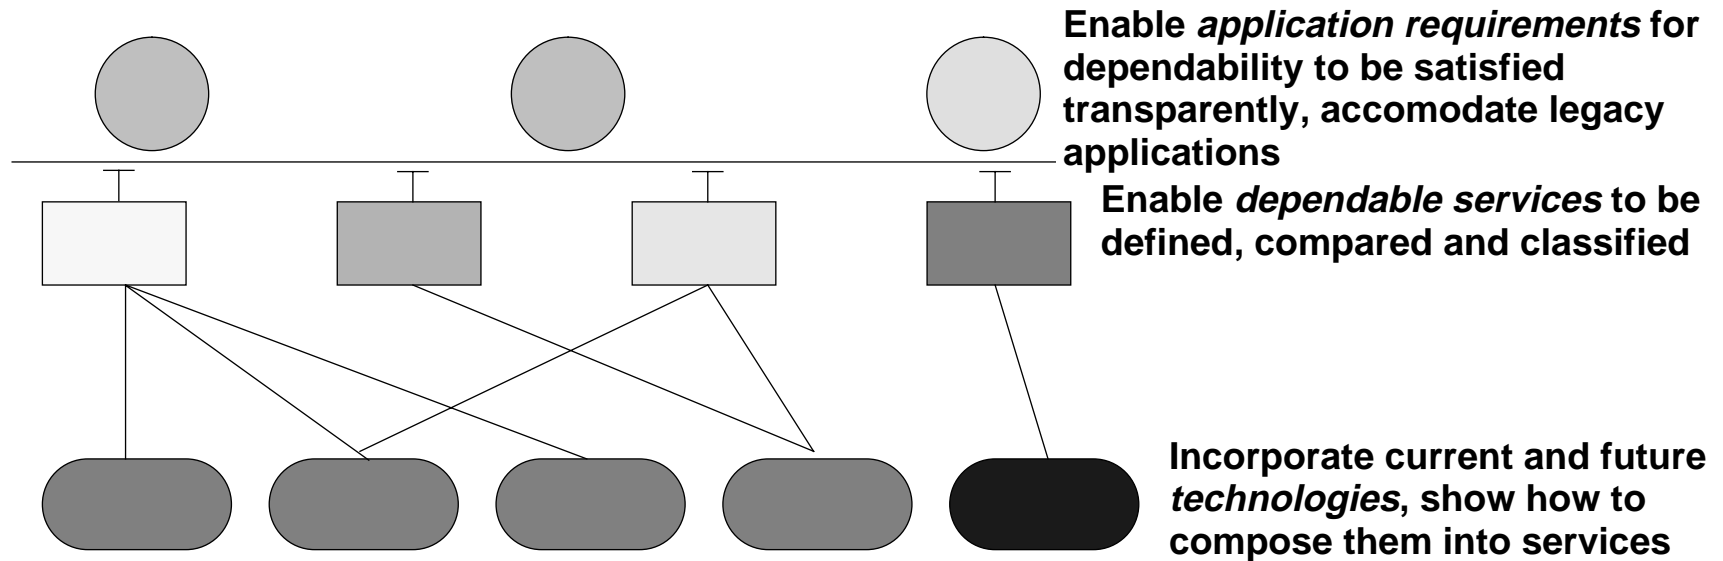 Enable application requirements for
dependability to be satisfied
transparently, accomodate legacy
applications
Enable dependable services to be
defined, compared and classified
Incorporate current and future
technologies, show how to
compose them into services